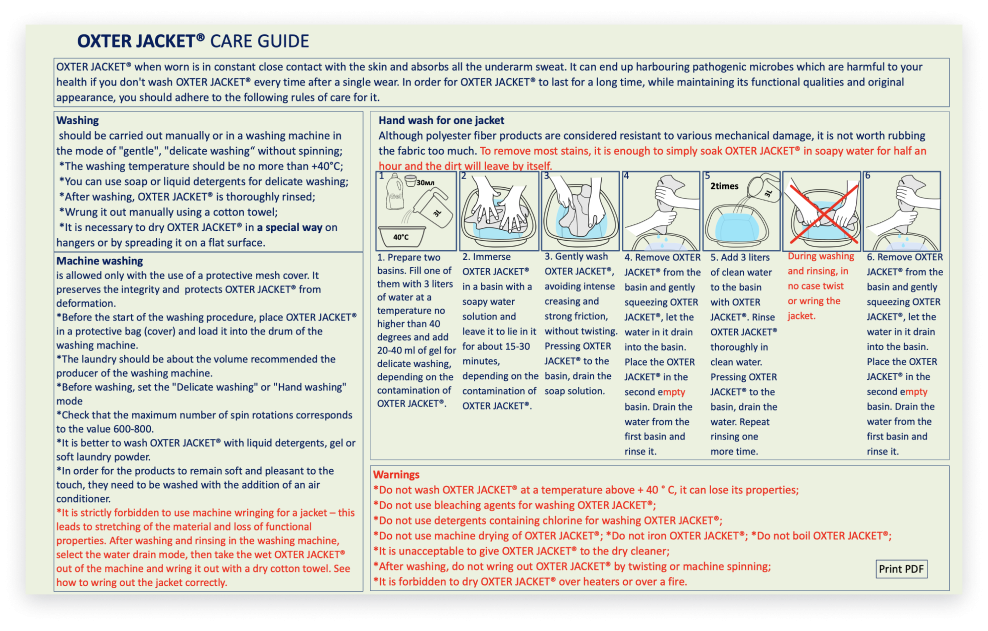 OXTER JACKET® CARE GUIDE
OXTER JACKET® when worn is in constant close contact with the skin and absorbs all the underarm sweat. It can end up harbouring pathogenic microbes which are harmful to your
health if you don't wash OXTER JACKET® every time after a single wear. In order for OXTER JACKET® to last for a long time, while maintaining its functional qualities and original
appearance, you should adhere to the following rules of care for it.
Washing
should be carried out manually or in a washing machine in
the mode of "gentle", "delicate washing“ without spinning;
*The washing temperature should be no more than +40°C;
*You can use soap or liquid detergents for delicate washing;
*After washing, OXTER JACKET® is thoroughly rinsed;
*Wrung it out manually using a cotton towel;
*It is necessary to dry OXTER JACKET® in a special way on
hangers or by spreading it on a flat surface.
Machine washing
is allowed only with the use of a protective mesh cover. It
preserves the integrity and protects OXTER JACKET® from
deformation.
*Before the start of the washing procedure, place OXTER JACKET®
in a protective bag (cover) and load it into the drum of the
washing machine.
*The laundry should be about the volume recommended the
producer of the washing machine.
*Before washing, set the "Delicate washing" or "Hand washing"
mode
*Check that the maximum number of spin rotations corresponds
to the value 600-800.
*It is better to wash OXTER JACKET® with liquid detergents, gel or
soft laundry powder.
*In order for the products to remain soft and pleasant to the
touch, they need to be washed with the addition of an air
conditioner.
*It is strictly forbidden to use machine wringing for a jacket – this
leads to stretching of the material and loss of functional
properties. After washing and rinsing in the washing machine,
select the water drain mode, then take the wet OXTER JACKET®
out of the machine and wring it out with a dry cotton towel. See
how to wring out the jacket correctly.
Hand wash for one jacket
Although polyester fiber products are considered resistant to various mechanical damage, it is not worth rubbing
the fabric too much. To remove most stains, it is enough to simply soak OXTER JACKET® in soapy water for half an
hour and the dirt will leave by itself.
1
30мл
3L
40°C
2
3
4
5
2times
3L
6
1. Prepare two
basins. Fill one of
them with 3 liters
of water at a
temperature no
higher than 40
degrees and add
20-40 ml of gel for
delicate washing,
depending on the
contamination of
OXTER JACKET®.
2. Immerse
OXTER JACKET®
in a basin with a
soapy water
solution and
leave it to lie in it
for about 15-30
minutes,
depending on the
contamination of
OXTER JACKET®.
3. Gently wash
OXTER JACKET®,
avoiding intense
creasing and
strong friction,
without twisting.
Pressing OXTER
JACKET® to the
basin, drain the
soap solution.
4. Remove OXTER
JACKET® from the
basin and gently
squeezing OXTER
JACKET®, let the
water in it drain
into the basin.
Place the OXTER
JACKET® in the
second empty
basin. Drain the
water from the
first basin and
rinse it.
5. Add 3 liters
of clean water
to the basin
with OXTER
JACKET®. Rinse
OXTER JACKET®
thoroughly in
clean water.
Pressing OXTER
JACKET® to the
basin, drain the
water. Repeat
rinsing one
more time.
During washing
and rinsing, in
no case twist
or wring the
jacket.
6. Remove OXTER
JACKET® from the
basin and gently
squeezing OXTER
JACKET®, let the
water in it drain
into the basin.
Place the OXTER
JACKET® in the
second empty
basin. Drain the
water from the
first basin and
rinse it.
Warnings
*Do not wash OXTER JACKET® at a temperature above + 40 ° C, it can lose its properties;
*Do not use bleaching agents for washing OXTER JACKET®;
*Do not use detergents containing chlorine for washing OXTER JACKET®;
*Do not use machine drying of OXTER JACKET®; *Do not iron OXTER JACKET®; *Do not boil OXTER JACKET®;
*It is unacceptable to give OXTER JACKET® to the dry cleaner;
*After washing, do not wring out OXTER JACKET® by twisting or machine spinning;
*It is forbidden to dry OXTER JACKET® over heaters or over a fire.
Print PDF